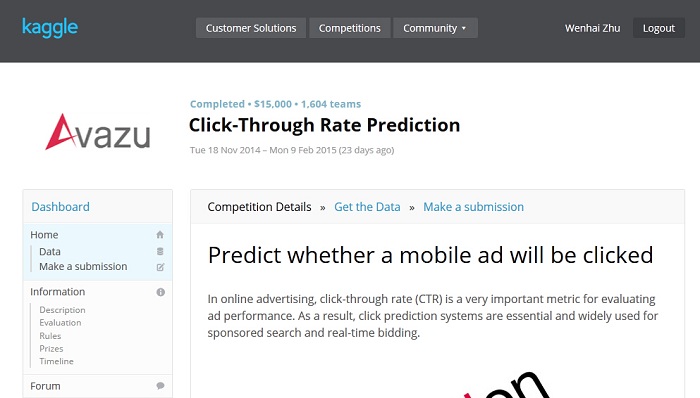 kaggle
Customer Solutions Competitions Community
Wenhai Zhu Logout
Avazu
Completed • $15,000 • 1,604 teams
Click-Through Rate Prediction
Tue 18 Nov 2014 – Mon 9 Feb 2015 (23 days ago)
Dashboard
Home
Data
Make a submission
Information
Description
Evaluation
Rules
Prizes
Timeline
Forum
Competition Details » Get the Data » Make a submission
Predict whether a mobile ad will be clicked
In online advertising, click-through rate (CTR) is a very important metric for evaluating
ad performance. As a result, click prediction systems are essential and widely used for
sponsored search and real-time bidding.